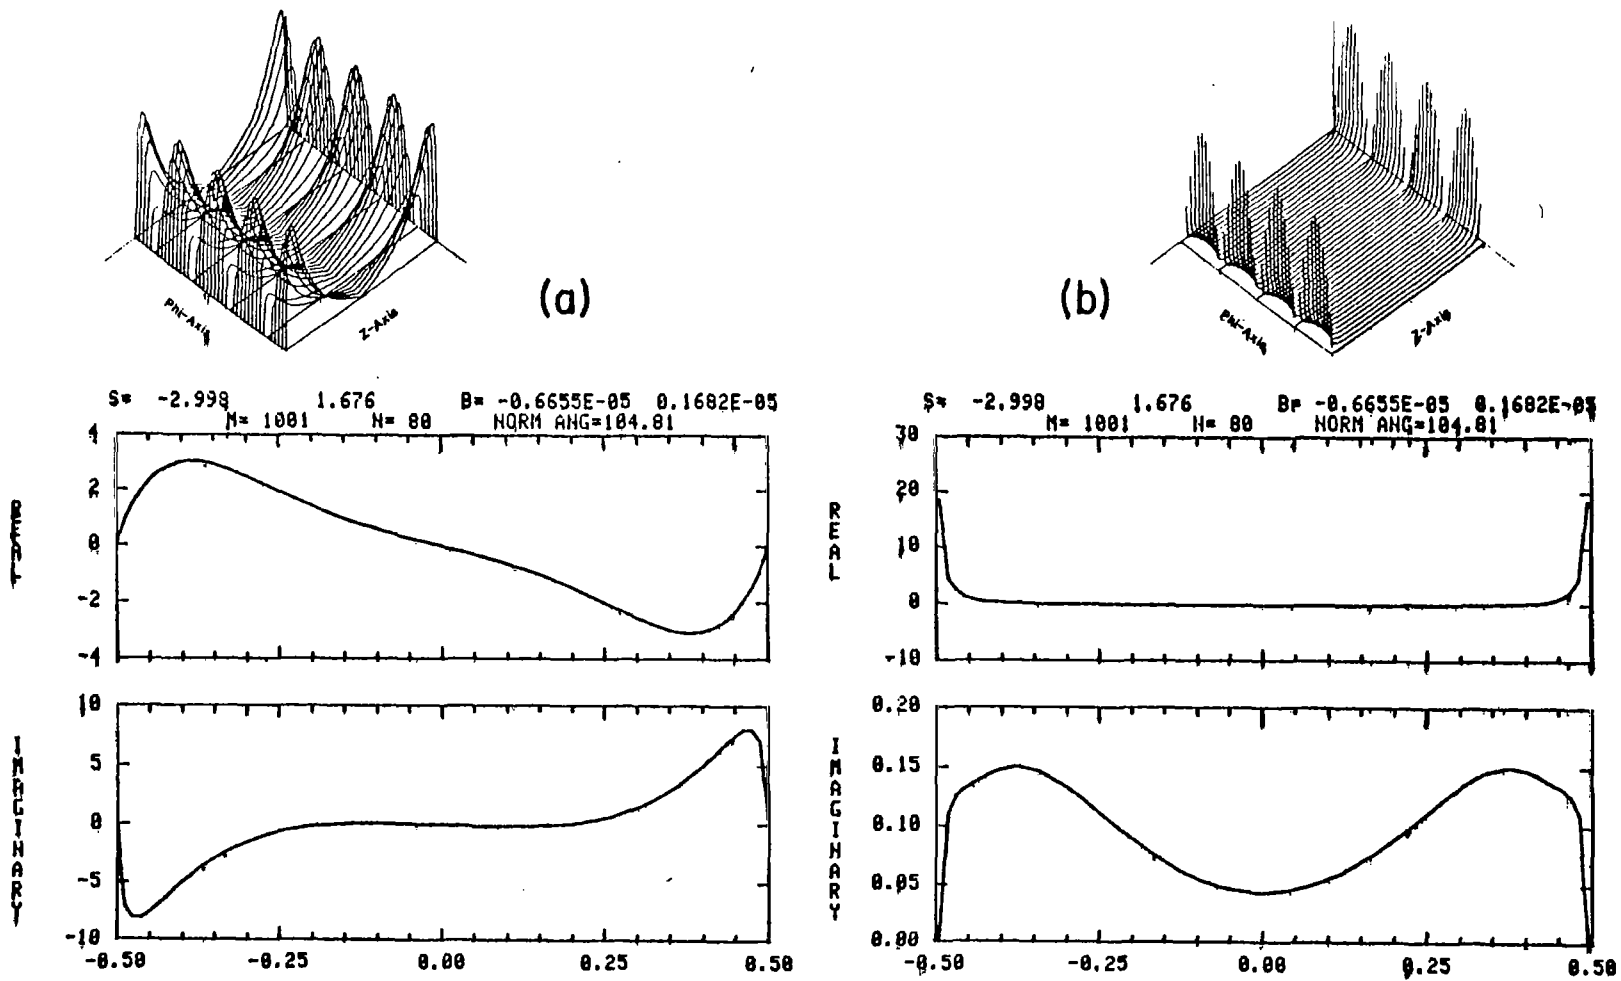 (a)
Phi-Axis
Z-Axis
S= -2.998 1.676 B= -0.6655E-05 0.1682E-05
M= 1001 N= 80 NORM ANG=104.81
4
2
0
-2
-4
REAL
10
5
0
-5
-10
IMAGINARY
-0.50 -0.25 0.00 0.25 0.50
(b)
Phi-Axis
Z-Axis
S= -2.998 1.676 B= -0.6655E-05 0.1682E-05
M= 1001 N= 80 NORM ANG=104.81
30
20
10
0
-10
REAL
0.20
0.15
0.10
0.05
0.00
IMAGINARY
-0.50 -0.25 0.00 0.25 0.50